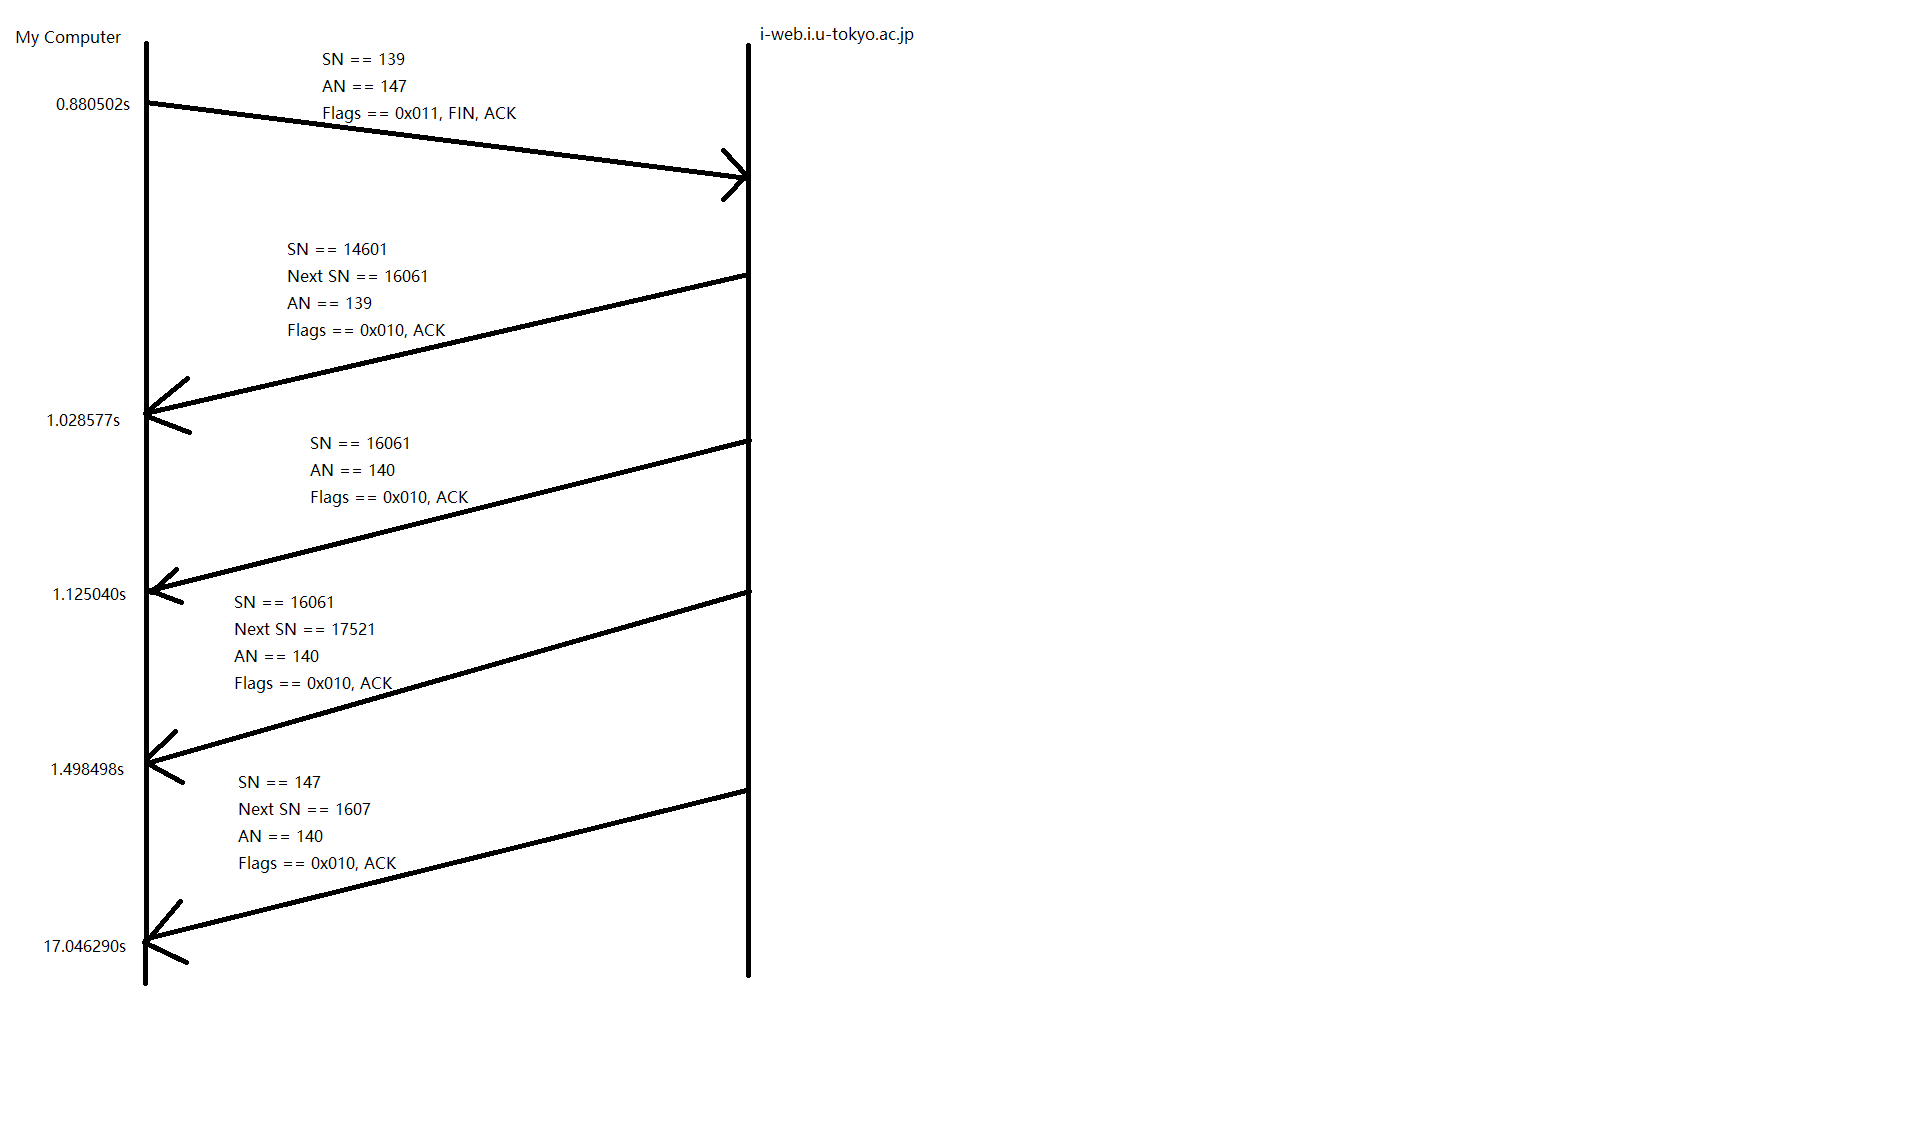 My Computer
i-web.i.u-tokyo.ac.jp
SN == 139
AN == 147
Flags == 0x011, FIN, ACK
0.880502s
SN == 14601
Next SN == 16061
AN == 139
Flags == 0x010, ACK
1.028577s
SN == 16061
AN == 140
Flags == 0x010, ACK
1.125040s
SN == 16061
Next SN == 17521
AN == 140
Flags == 0x010, ACK
1.498498s
SN == 147
Next SN == 1607
AN == 140
Flags == 0x010, ACK
17.046290s